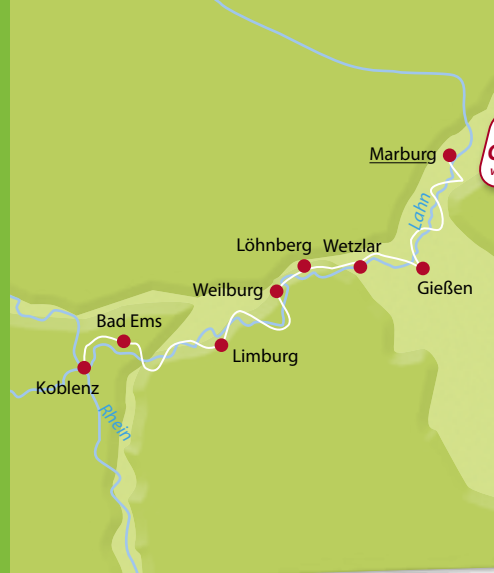 Marburg
Lahn
Löhnberg
Wetzlar
Weilburg
Gießen
Bad Ems
Limburg
Koblenz
Rhein